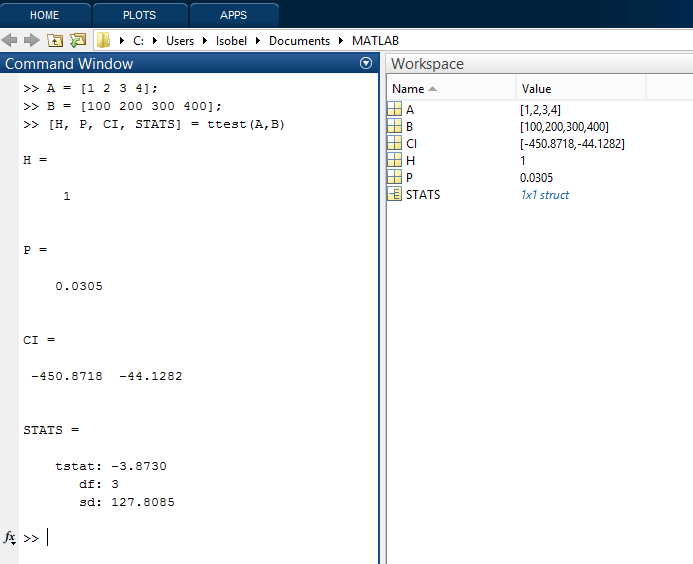 HOME PLOTS APPS
C: Users Isobel Documents MATLAB
Command Window
>> A = [1 2 3 4];
>> B = [100 200 300 400];
>> [H, P, CI, STATS] = ttest(A,B)
H =
1
P =
0.0305
CI =
-450.8718 -44.1282
STATS =
tstat: -3.8730
df: 3
sd: 127.8085
fx >>
Workspace
Name Value
A [1,2,3,4]
B [100,200,300,400]
CI [-450.8718,-44.1282]
H 1
P 0.0305
STATS 1x1 struct